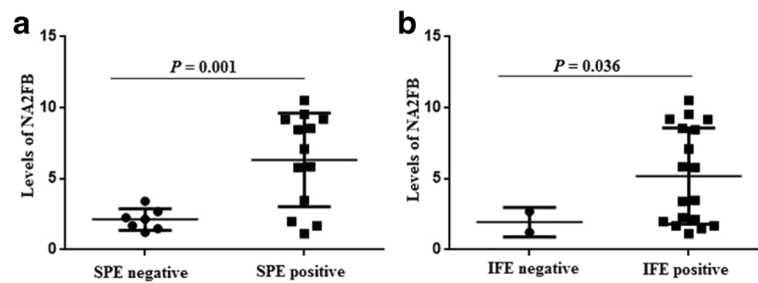 a
15
10
5
0
Levels of NA2FB
P = 0.001
SPE negative
SPE positive
b
15
10
5
0
Levels of NA2FB
P = 0.036
IFE negative
IFE positive